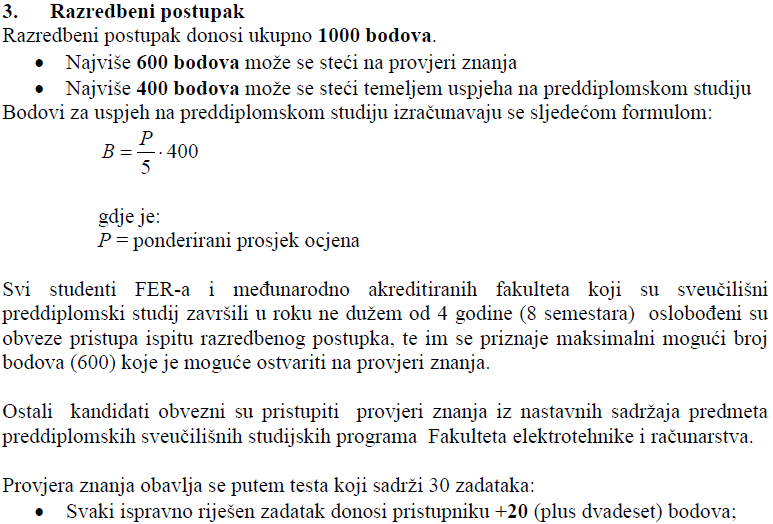 3. Razredbeni postupak
Razredbeni postupak donosi ukupno 1000 bodova.
• Najviše 600 bodova može se steći na provjeri znanja
• Najviše 400 bodova može se steći temeljem uspjeha na preddiplomskom studiju
Bodovi za uspjeh na preddiplomskom studiju izračunavaju se sljedećom formulom:
B = P/5 · 400
gdje je:
P = ponderirani prosjek ocjena
Svi studenti FER-a i međunarodno akreditiranih fakulteta koji su sveučilišni
preddiplomski studij završili u roku ne dužem od 4 godine (8 semestara) oslobođeni su
obveze pristupa ispitu razredbenog postupka, te im se priznaje maksimalni mogući broj
bodova (600) koje je moguće ostvariti na provjeri znanja.
Ostali kandidati obvezni su pristupiti provjeri znanja iz nastavnih sadržaja predmeta
preddiplomskih sveučilišnih studijskih programa Fakulteta elektrotehnike i računarstva.
Provjera znanja obavlja se putem testa koji sadrži 30 zadataka:
• Svaki ispravno riješen zadatak donosi pristupniku +20 (plus dvadeset) bodova;